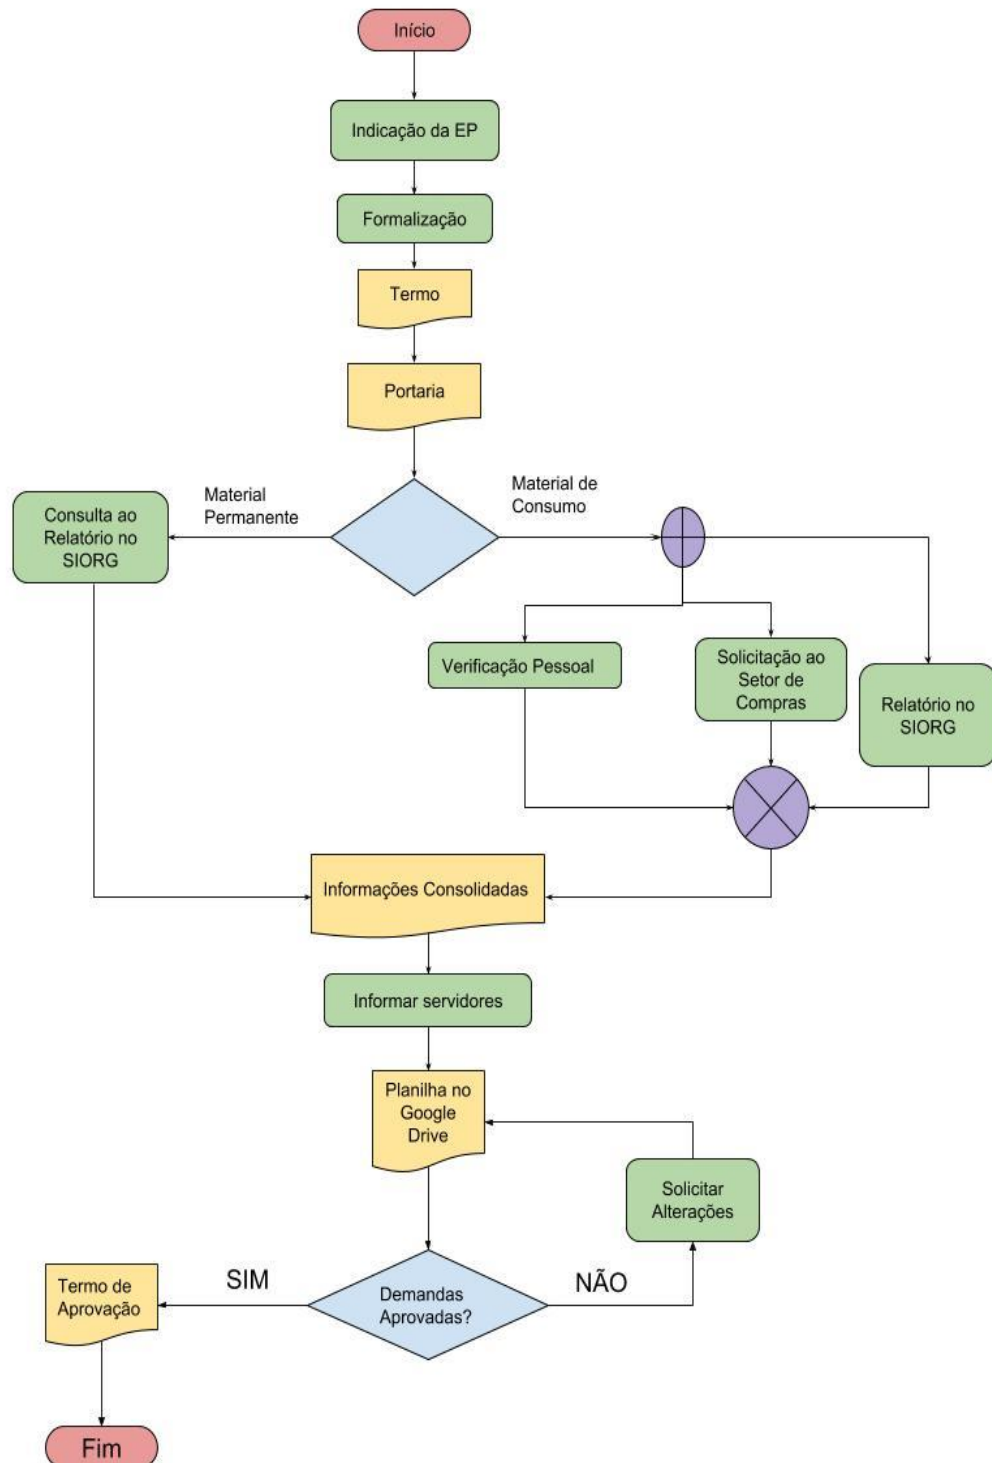 Início
Indicação da EP
Formalização
Termo
Portaria
Material
Permanente
Material de
Consumo
Consulta ao
Relatório no
SIORG
Verificação Pessoal
Solicitação ao
Setor de
Compras
Relatório no
SIORG
Informações Consolidadas
Informar servidores
Planilha no
Google
Drive
Solicitar
Alterações
SIM
NÃO
Demandas
Aprovadas?
Termo de
Aprovação
Fim